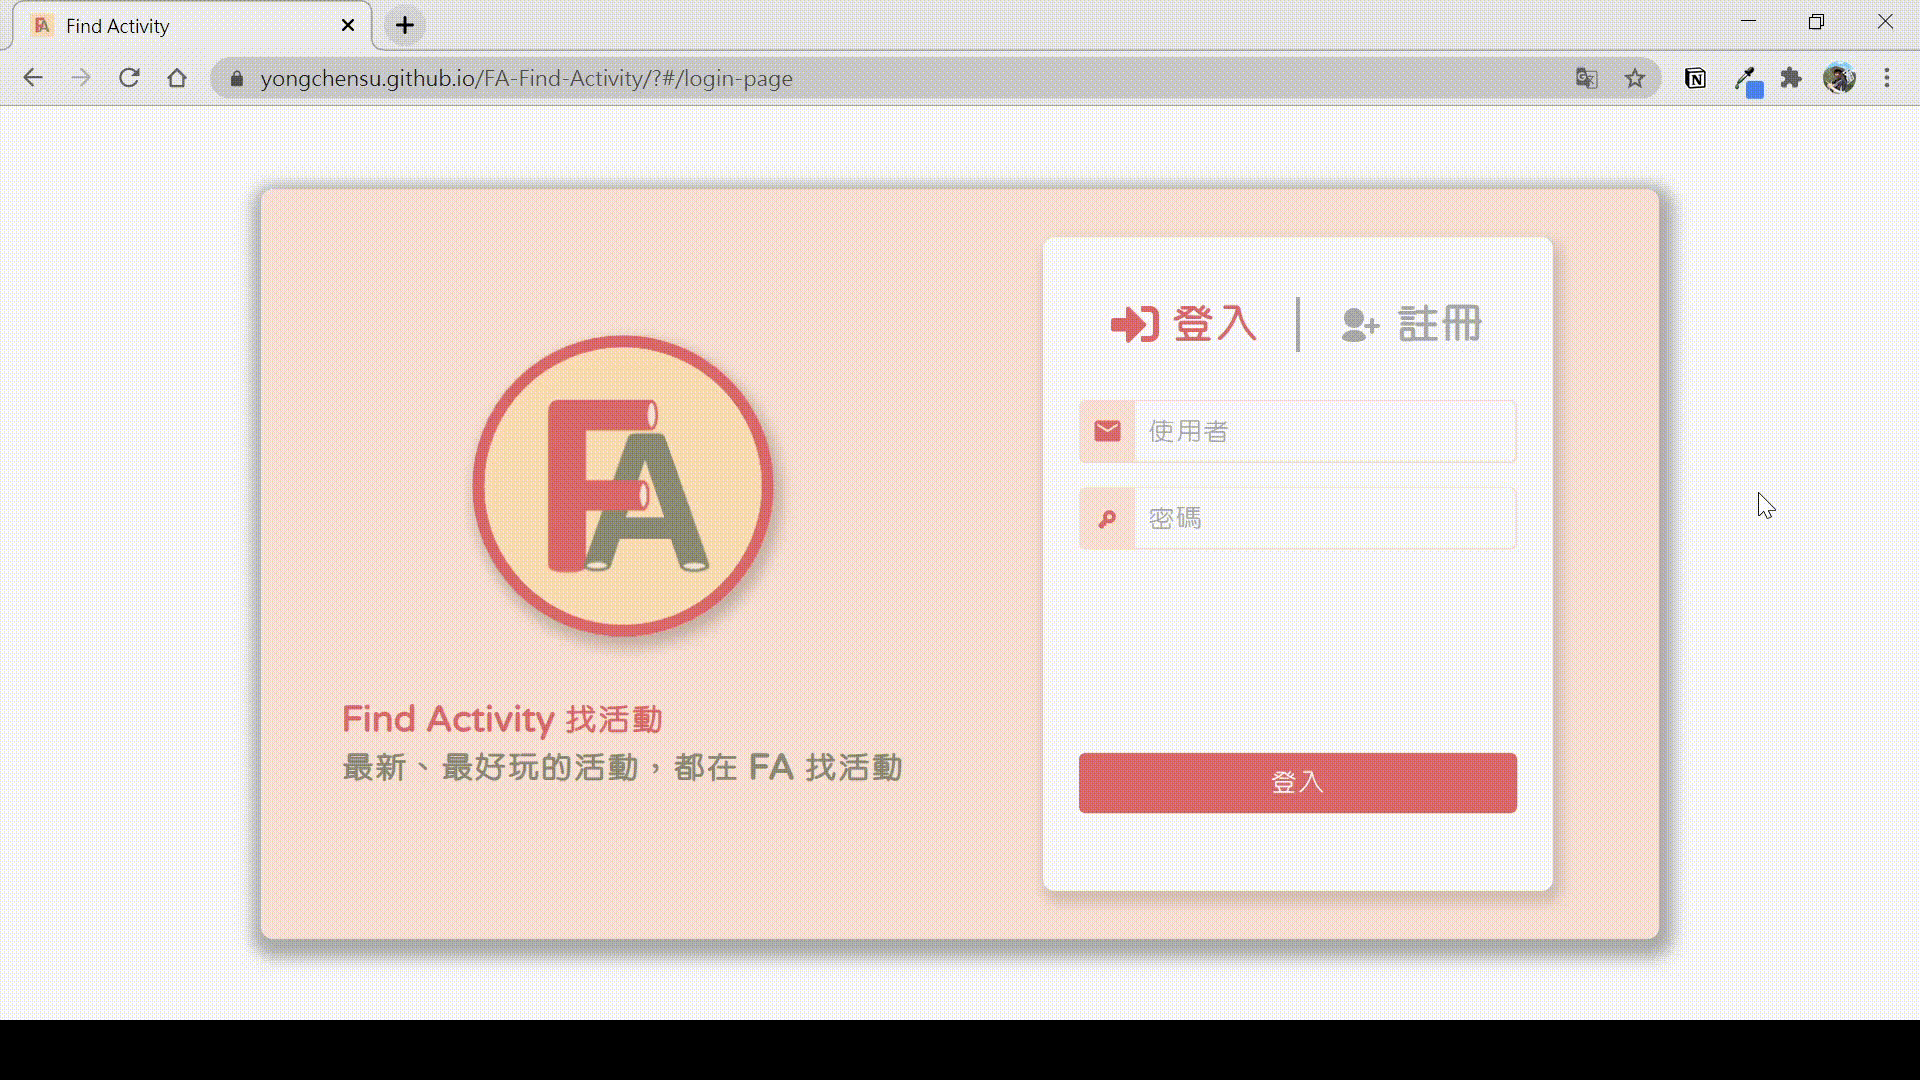 Find Activity
yongchensu.github.io/FA-Find-Activity/?#/login-page
FA
Find Activity 找活動
最新、最好玩的活動，都在 FA 找活動
登入 | 註冊
使用者
密碼
登入